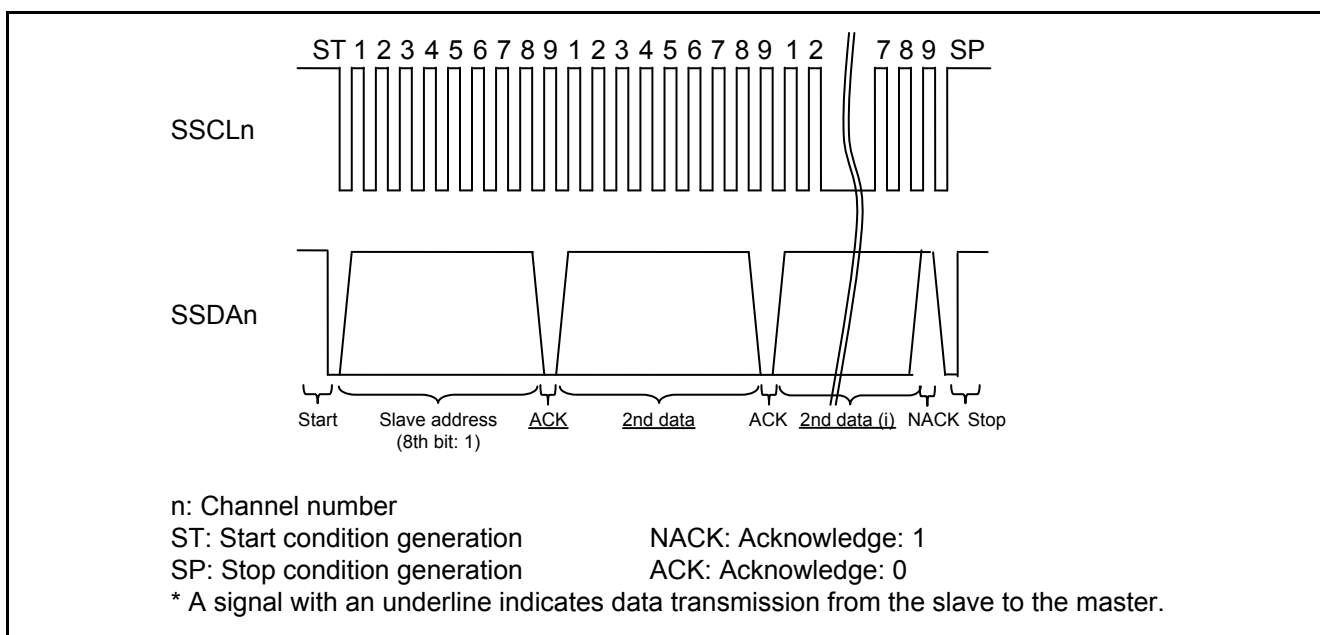 ST 1 2 3 4 5 6 7 8 9 1 2 3 4 5 6 7 8 9 1 2 7 8 9 SP
SSCLn
SSDAn
Start Slave address ACK 2nd data ACK 2nd data (i) NACK Stop
(8th bit: 1)
n: Channel number
ST: Start condition generation NACK: Acknowledge: 1
SP: Stop condition generation ACK: Acknowledge: 0
* A signal with an underline indicates data transmission from the slave to the master.